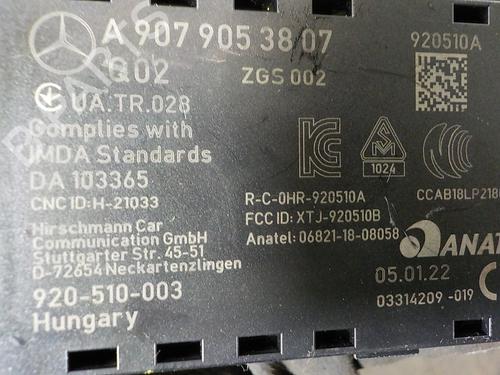 A 907 905 38 07
920510A
Q02
ZGS 002
UA.TR.028
Complies with
IMDA Standards
DA 103365
CNC ID: H-21033
1024
R-C-0HR-920510A
CCAB18LP218
FCC ID: XTJ-920510B
Anatel: 06821-18-08058
Hirschmann Car
Communication GmbH
Stuttgarter Str. 45-51
D-72654 Neckartenzlingen
ANAT
05.01.22
920-510-003
03314209 -019
Hungary